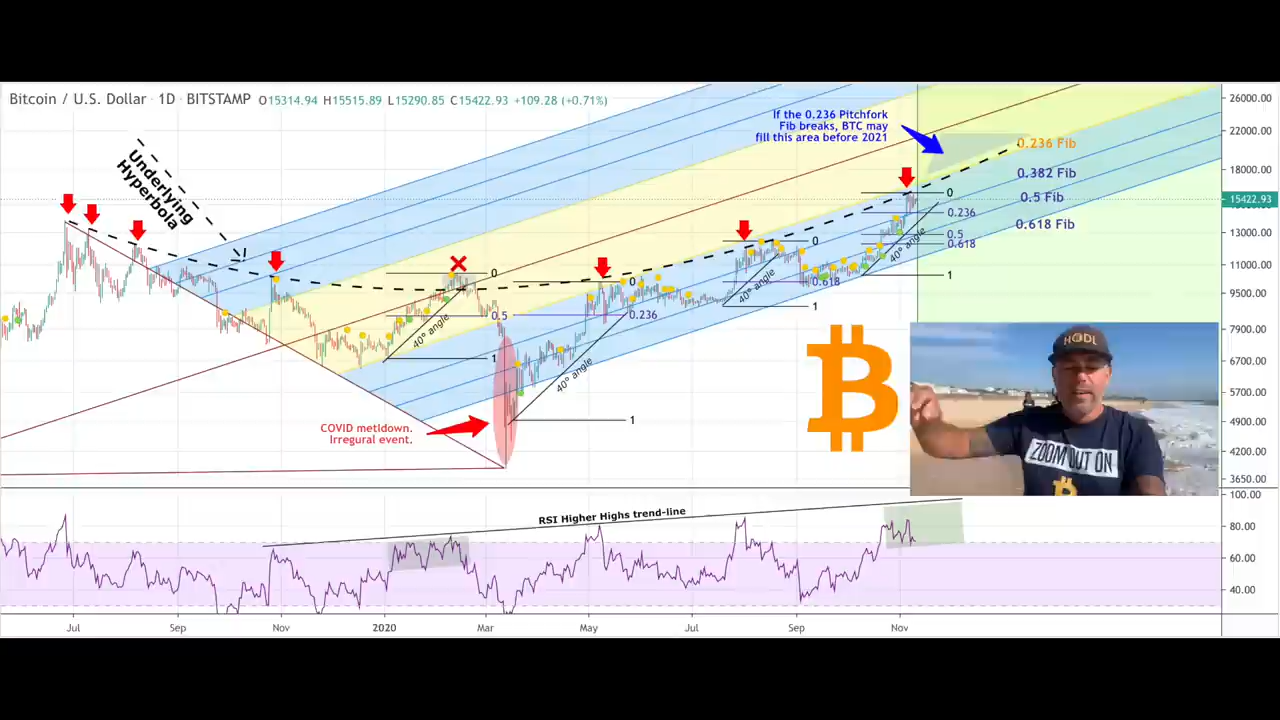 Bitcoin / U.S. Dollar · 1D · BITSTAMP O15314.94 H15515.89 L15290.85 C15422.93 +109.28 (+0.71%)
If the 0.236 Pitchfork
Fib breaks, BTC may
fill this area before 2021
Underlying
Hyperbola
0.236 Fib
0.382 Fib
0.5 Fib
0.618 Fib
26000.00
22000.00
18000.00
15422.93
13000.00
11000.00
9500.00
7900.00
6700.00
5700.00
4900.00
4200.00
3650.00
0
0.5
1
40° angle
0
0.236
1
40° angle
0
0.618
1
40° angle
0
0.236
0.5
0.618
1
40° angle
COVID metldown.
Irregural event.
HODL
ZOOM OUT ON
RSI Higher Highs trend-line
100.00
80.00
60.00
40.00
Jul
Sep
Nov
2020
Mar
May
Jul
Sep
Nov